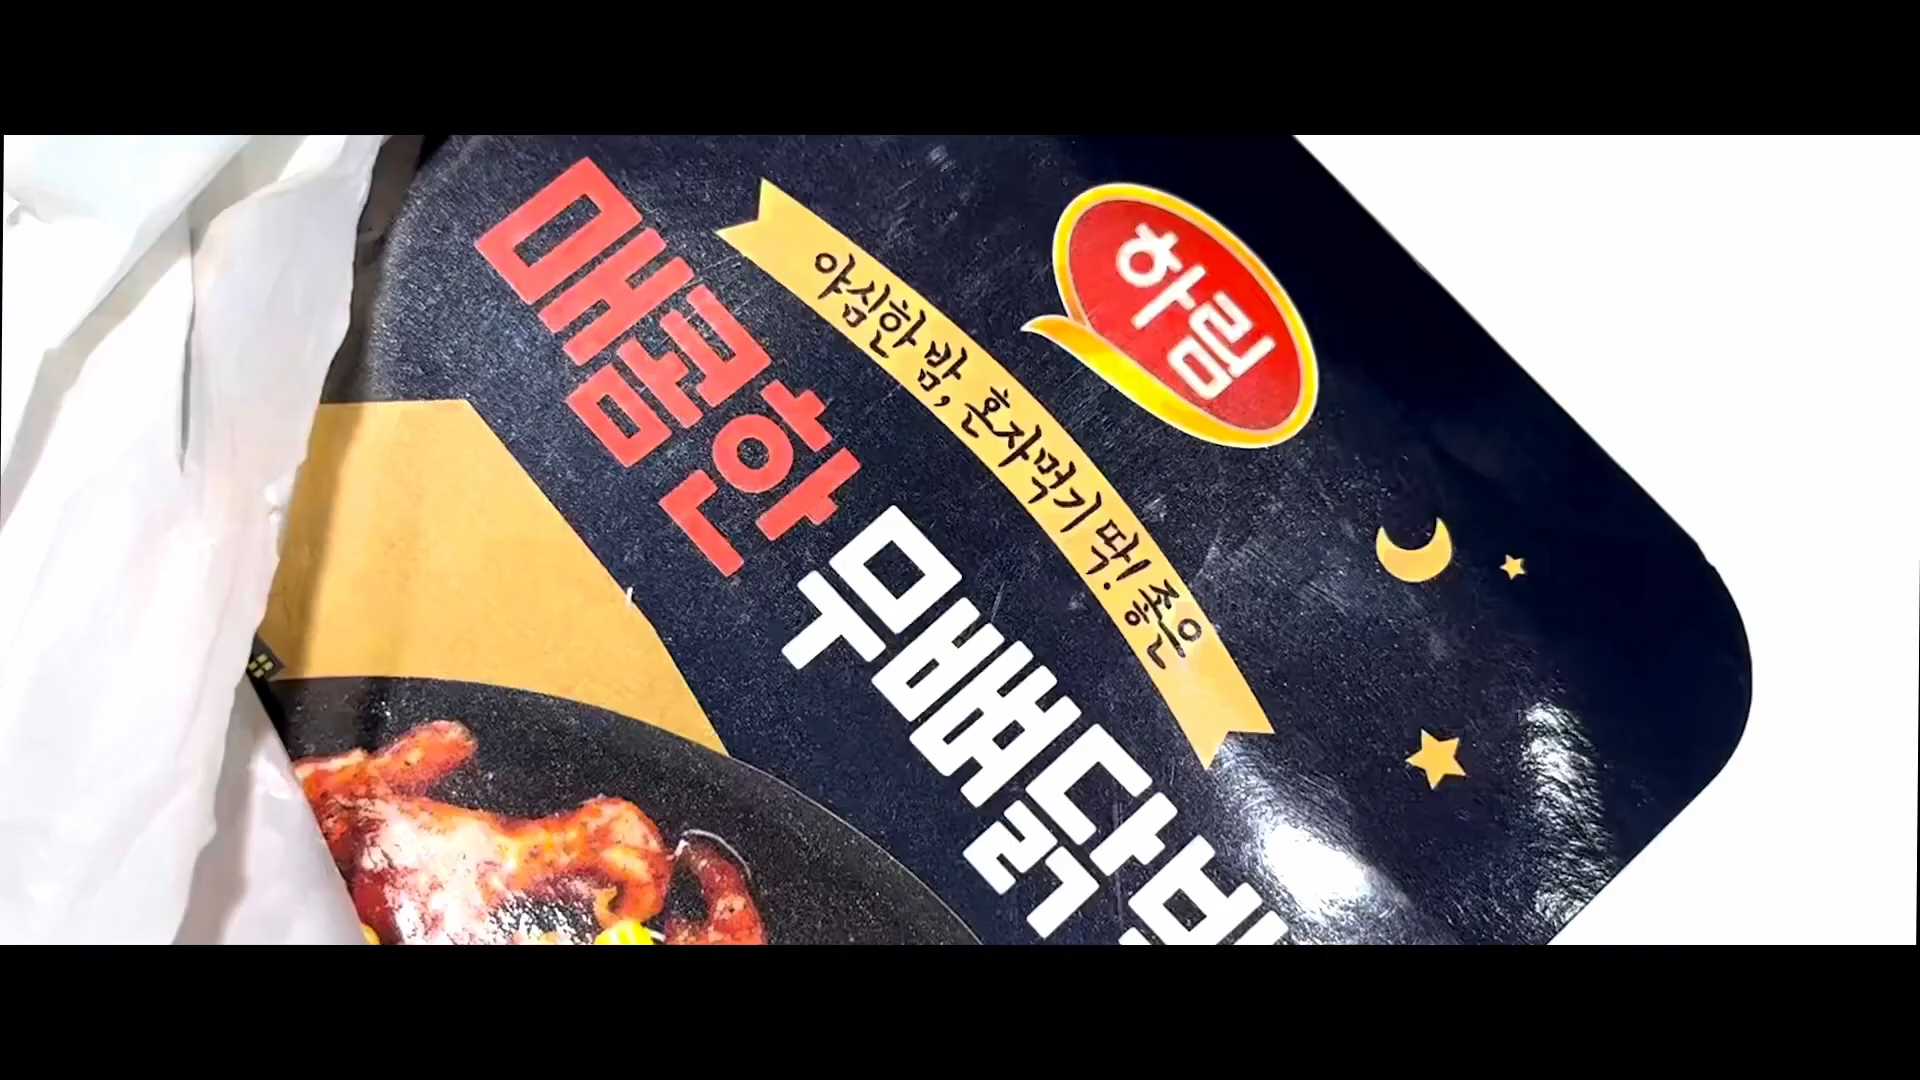 하림
야심한 밤, 혼자먹기 딱! 좋은
매콤한 무뼈닭발